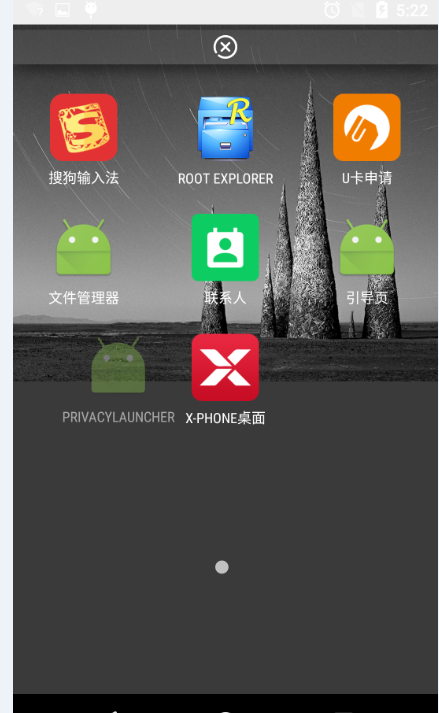 5:22
搜狗输入法
ROOT EXPLORER
U卡申请
文件管理器
联系人
引导页
PRIVACYLAUNCHER
X-PHONE桌面